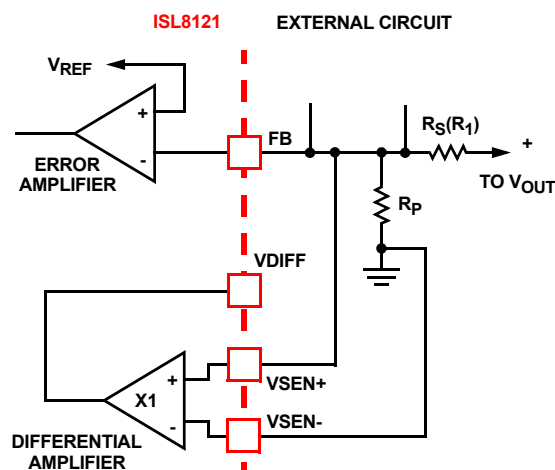 ISL8121
EXTERNAL CIRCUIT
VREF
+
-
ERROR
AMPLIFIER
FB
RS(R1)
+
TO VOUT
RP
VDIFF
X1
+
-
VSEN+
VSEN-
DIFFERENTIAL
AMPLIFIER